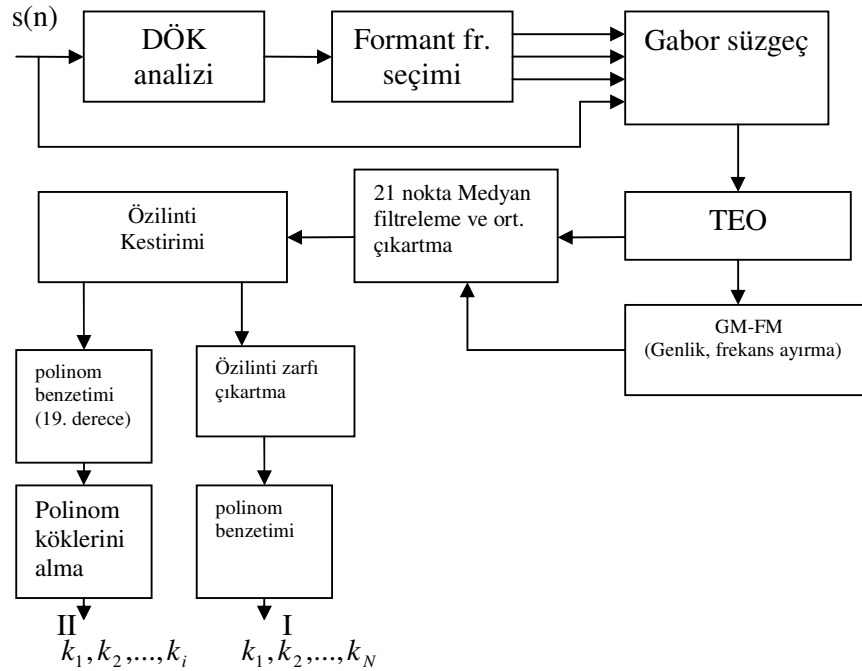 s(n)
DÖK
analizi
Formant fr.
seçimi
Gabor süzgeç
21 nokta Medyan
filtreleme ve ort.
çıkartma
Özilinti
Kestirimi
TEO
GM-FM
(Genlik, frekans ayırma)
polinom
benzetimi
(19. derece)
Özilinti zarfı
çıkartma
Polinom
köklerini
alma
polinom
benzetimi
II
k₁, k₂,..., kᵢ
I
k₁, k₂,..., k_N